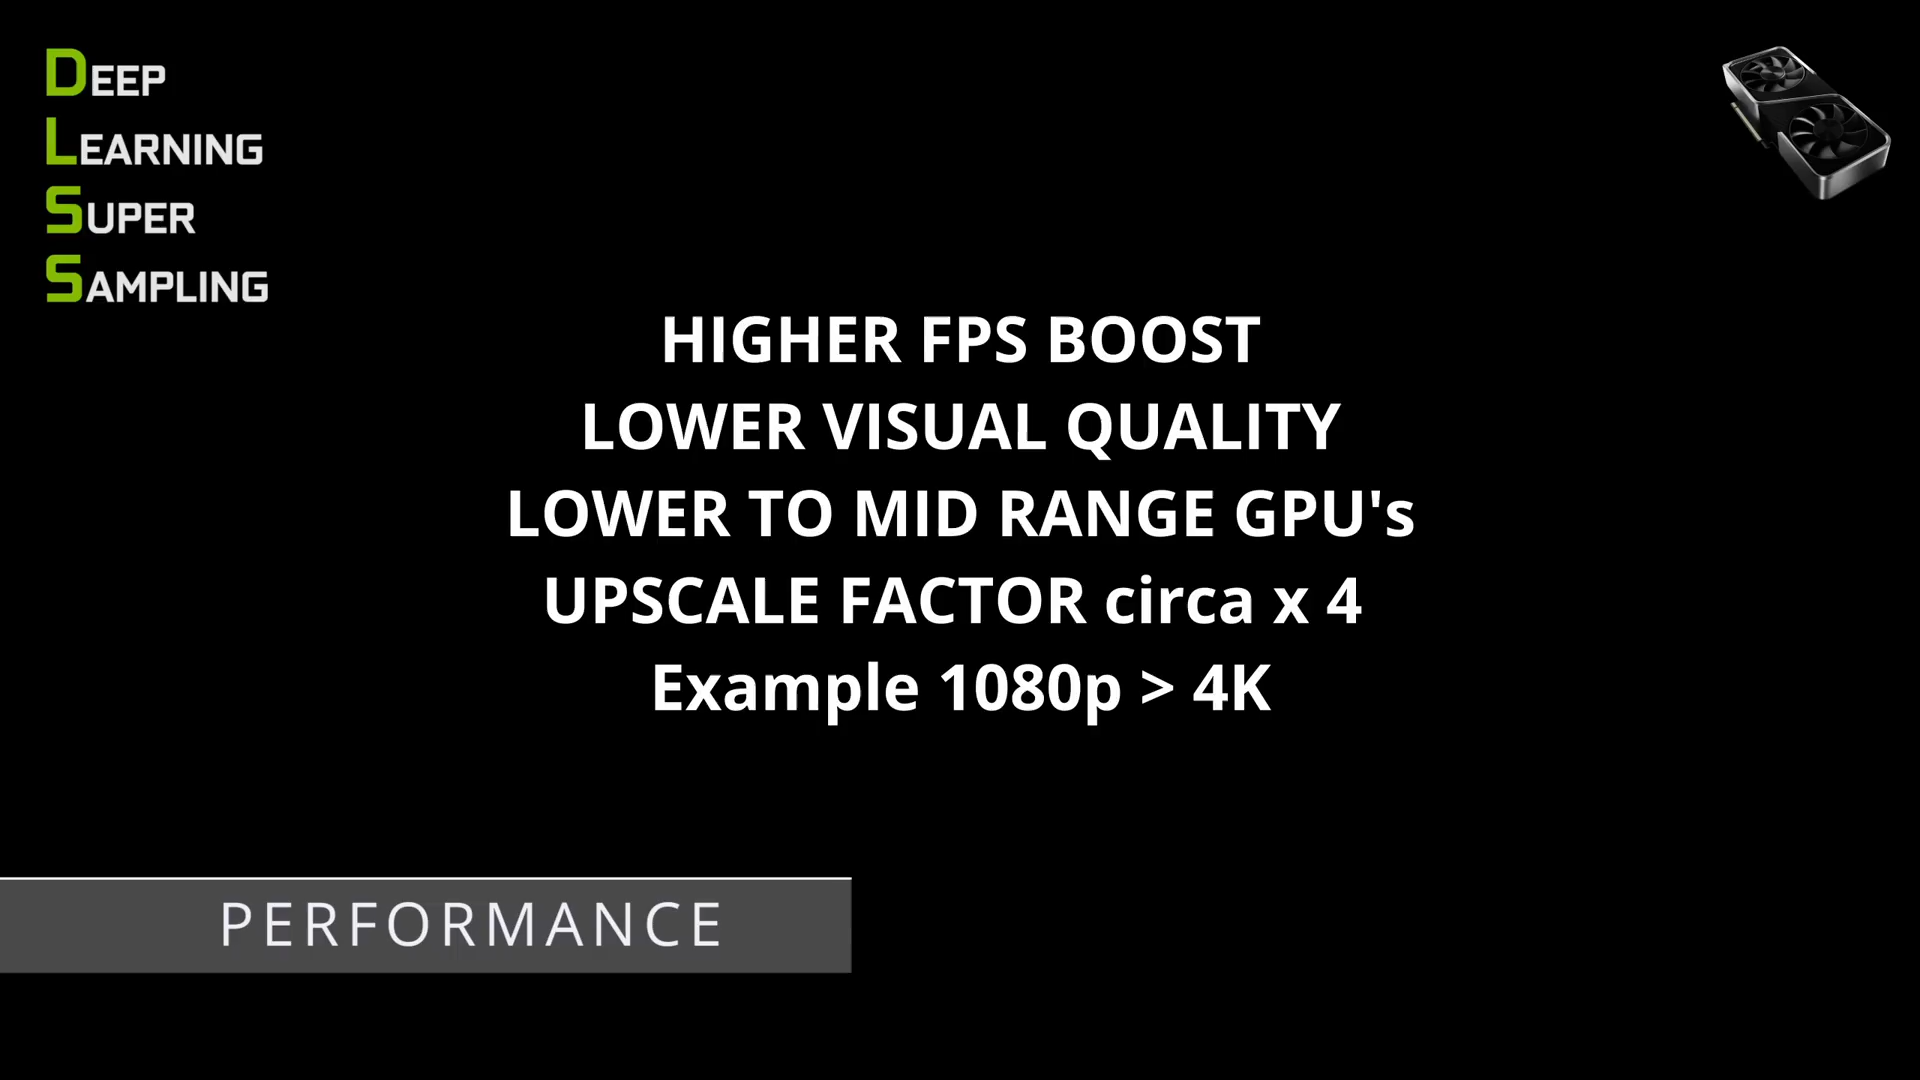 DEEP
LEARNING
SUPER
SAMPLING
HIGHER FPS BOOST
LOWER VISUAL QUALITY
LOWER TO MID RANGE GPU's
UPSCALE FACTOR circa x 4
Example 1080p > 4K
PERFORMANCE